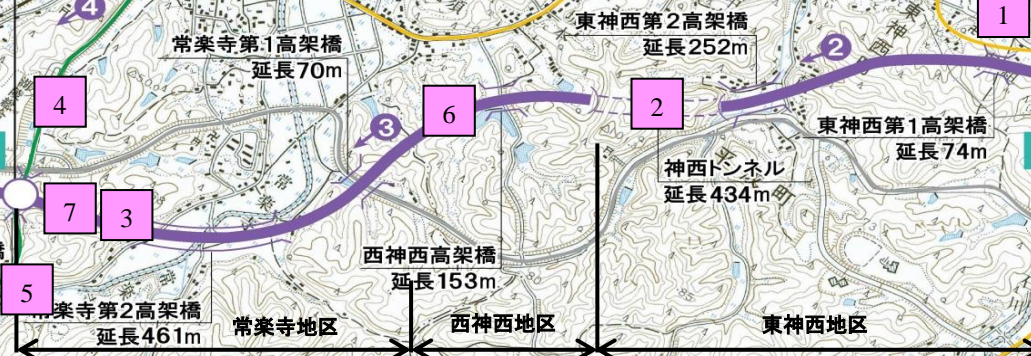 4
1
東神西第2高架橋
延長252m
2
常楽寺第1高架橋
延長70m
4
6
2
3
東神西第1高架橋
延長74m
神西トンネル
延長434m
7
3
西神西高架橋
延長153m
5
楽寺第2高架橋
延長461m
常楽寺地区
西神西地区
東神西地区